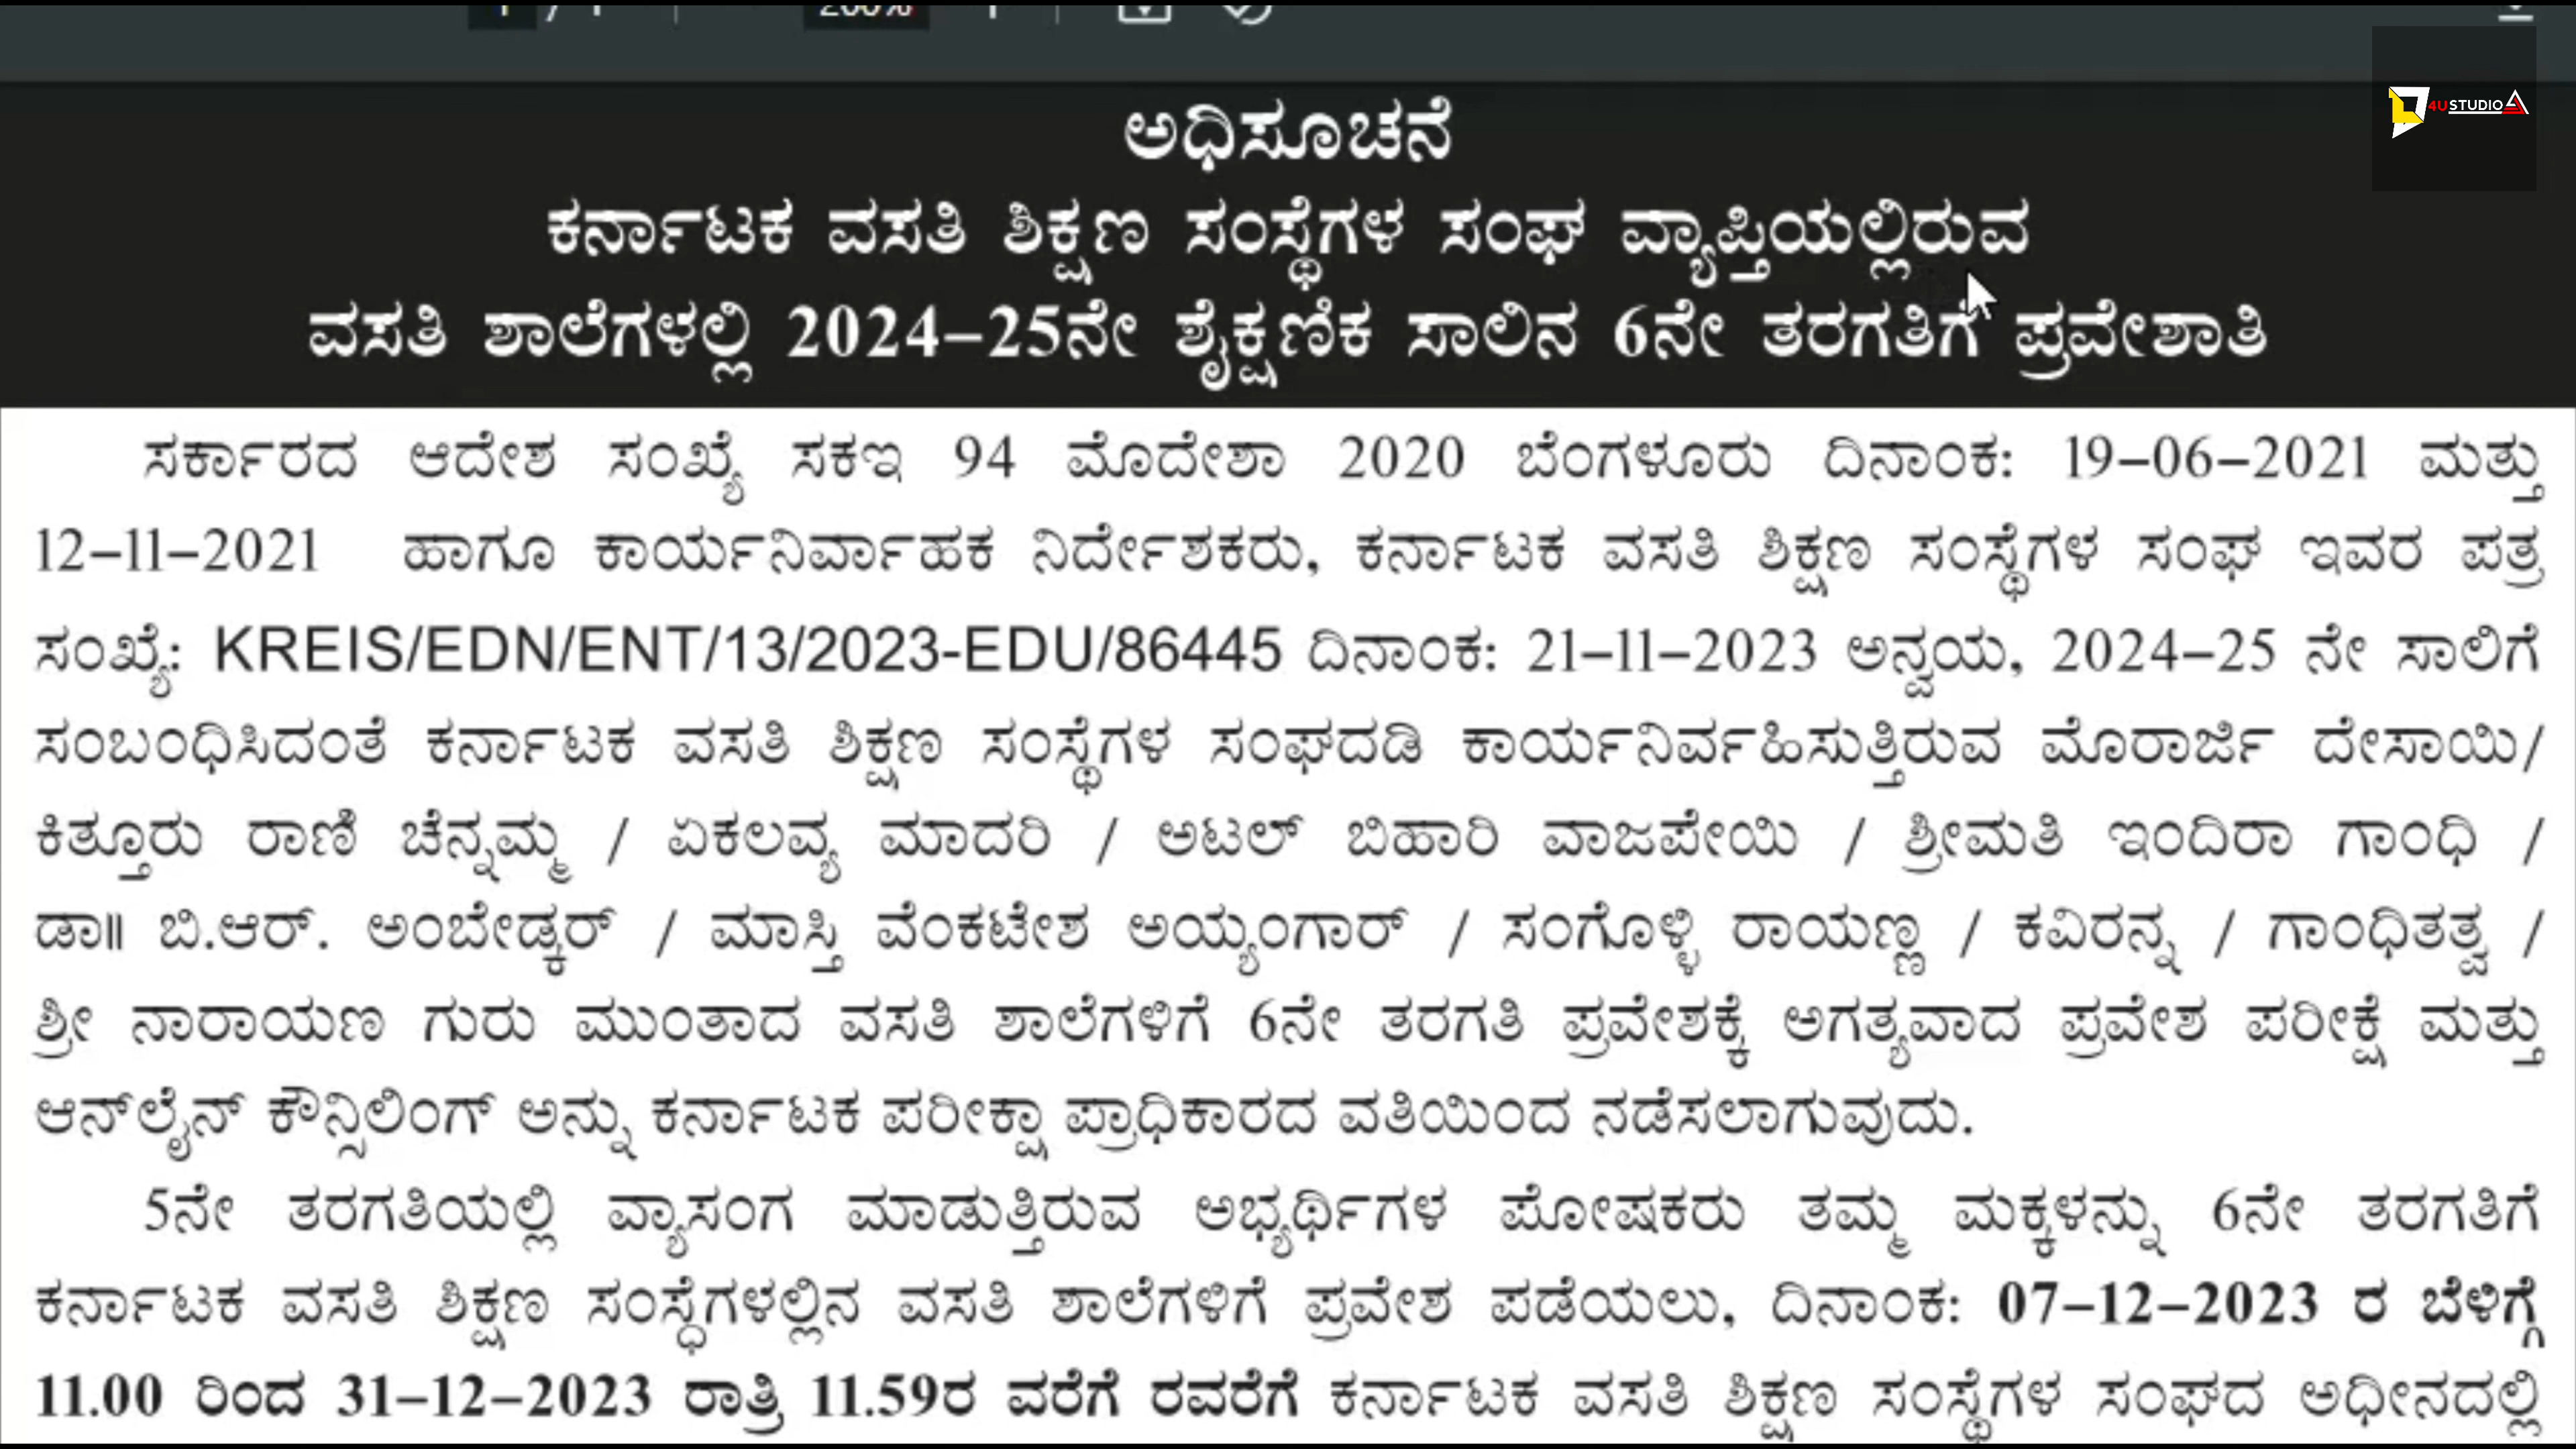 4U STUDIO
ಅಧಿಸೂಚನೆ
ಕರ್ನಾಟಕ ವಸತಿ ಶಿಕ್ಷಣ ಸಂಸ್ಥೆಗಳ ಸಂಘ ವ್ಯಾಪ್ತಿಯಲ್ಲಿರುವ
ವಸತಿ ಶಾಲೆಗಳಲ್ಲಿ 2024–25ನೇ ಶೈಕ್ಷಣಿಕ ಸಾಲಿನ 6ನೇ ತರಗತಿಗೆ ಪ್ರವೇಶಾತಿ
ಸರ್ಕಾರದ ಆದೇಶ ಸಂಖ್ಯೆ ಸಕಇ 94 ಮೊದೇಶಾ 2020 ಬೆಂಗಳೂರು ದಿನಾಂಕ: 19–06–2021 ಮತ್ತು
12–11–2021 ಹಾಗೂ ಕಾರ್ಯನಿರ್ವಾಹಕ ನಿರ್ದೇಶಕರು, ಕರ್ನಾಟಕ ವಸತಿ ಶಿಕ್ಷಣ ಸಂಸ್ಥೆಗಳ ಸಂಘ ಇವರ ಪತ್ರ
ಸಂಖ್ಯೆ: KREIS/EDN/ENT/13/2023-EDU/86445 ದಿನಾಂಕ: 21–11–2023 ಅನ್ವಯ, 2024–25 ನೇ ಸಾಲಿಗೆ
ಸಂಬಂಧಿಸಿದಂತೆ ಕರ್ನಾಟಕ ವಸತಿ ಶಿಕ್ಷಣ ಸಂಸ್ಥೆಗಳ ಸಂಘದಡಿ ಕಾರ್ಯನಿರ್ವಹಿಸುತ್ತಿರುವ ಮೊರಾರ್ಜಿ ದೇಸಾಯಿ/
ಕಿತ್ತೂರು ರಾಣಿ ಚೆನ್ನಮ್ಮ / ಏಕಲವ್ಯ ಮಾದರಿ / ಅಟಲ್ ಬಿಹಾರಿ ವಾಜಪೇಯಿ / ಶ್ರೀಮತಿ ಇಂದಿರಾ ಗಾಂಧಿ /
ಡಾ॥ ಬಿ.ಆರ್. ಅಂಬೇಡ್ಕರ್ / ಮಾಸ್ತಿ ವೆಂಕಟೇಶ ಅಯ್ಯಂಗಾರ್ / ಸಂಗೊಳ್ಳಿ ರಾಯಣ್ಣ / ಕವಿರನ್ನ / ಗಾಂಧಿತತ್ವ /
ಶ್ರೀ ನಾರಾಯಣ ಗುರು ಮುಂತಾದ ವಸತಿ ಶಾಲೆಗಳಿಗೆ 6ನೇ ತರಗತಿ ಪ್ರವೇಶಕ್ಕೆ ಅಗತ್ಯವಾದ ಪ್ರವೇಶ ಪರೀಕ್ಷೆ ಮತ್ತು
ಆನ್‌ಲೈನ್ ಕೌನ್ಸಿಲಿಂಗ್ ಅನ್ನು ಕರ್ನಾಟಕ ಪರೀಕ್ಷಾ ಪ್ರಾಧಿಕಾರದ ವತಿಯಿಂದ ನಡೆಸಲಾಗುವುದು.
5ನೇ ತರಗತಿಯಲ್ಲಿ ವ್ಯಾಸಂಗ ಮಾಡುತ್ತಿರುವ ಅಭ್ಯರ್ಥಿಗಳ ಪೋಷಕರು ತಮ್ಮ ಮಕ್ಕಳನ್ನು 6ನೇ ತರಗತಿಗೆ
ಕರ್ನಾಟಕ ವಸತಿ ಶಿಕ್ಷಣ ಸಂಸ್ಧೆಗಳಲ್ಲಿನ ವಸತಿ ಶಾಲೆಗಳಿಗೆ ಪ್ರವೇಶ ಪಡೆಯಲು, ದಿನಾಂಕ: 07–12–2023 ರ ಬೆಳಿಗ್ಗೆ
11.00 ರಿಂದ 31–12–2023 ರಾತ್ರಿ 11.59ರ ವರೆಗೆ ರವರೆಗೆ ಕರ್ನಾಟಕ ವಸತಿ ಶಿಕ್ಷಣ ಸಂಸ್ಥೆಗಳ ಸಂಘದ ಅಧೀನದಲ್ಲಿ